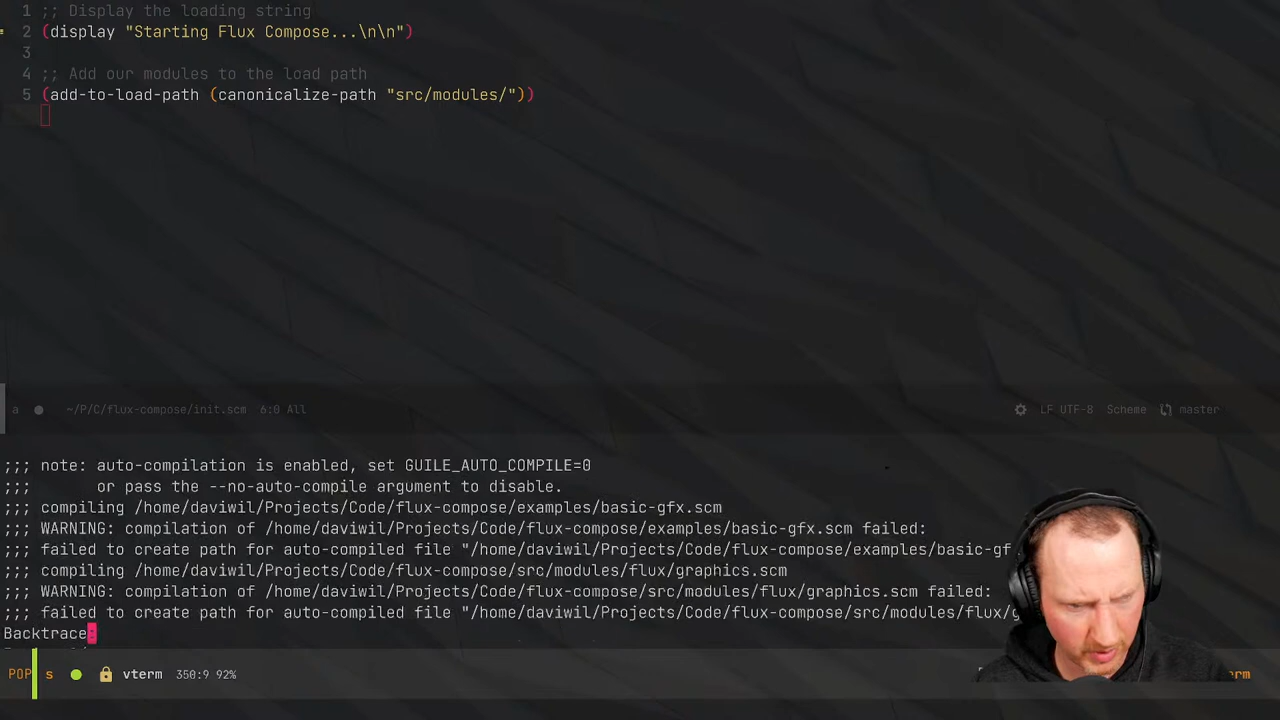 1 ;; Display the loading string
2 (display "Starting Flux Compose...\n\n")
3
4 ;; Add our modules to the load path
5 (add-to-load-path (canonicalize-path "src/modules/"))
a ~/P/C/flux-compose/init.scm 6:0 All LF UTF-8 Scheme master
;;; note: auto-compilation is enabled, set GUILE_AUTO_COMPILE=0
;;; or pass the --no-auto-compile argument to disable.
;;; compiling /home/daviwil/Projects/Code/flux-compose/examples/basic-gfx.scm
;;; WARNING: compilation of /home/daviwil/Projects/Code/flux-compose/examples/basic-gfx.scm failed:
;;; failed to create path for auto-compiled file "/home/daviwil/Projects/Code/flux-compose/examples/basic-gf
;;; compiling /home/daviwil/Projects/Code/flux-compose/src/modules/flux/graphics.scm
;;; WARNING: compilation of /home/daviwil/Projects/Code/flux-compose/src/modules/flux/graphics.scm failed:
;;; failed to create path for auto-compiled file "/home/daviwil/Projects/Code/flux-compose/src/modules/flux/g
Backtrace:
POP s vterm 350:9 92%